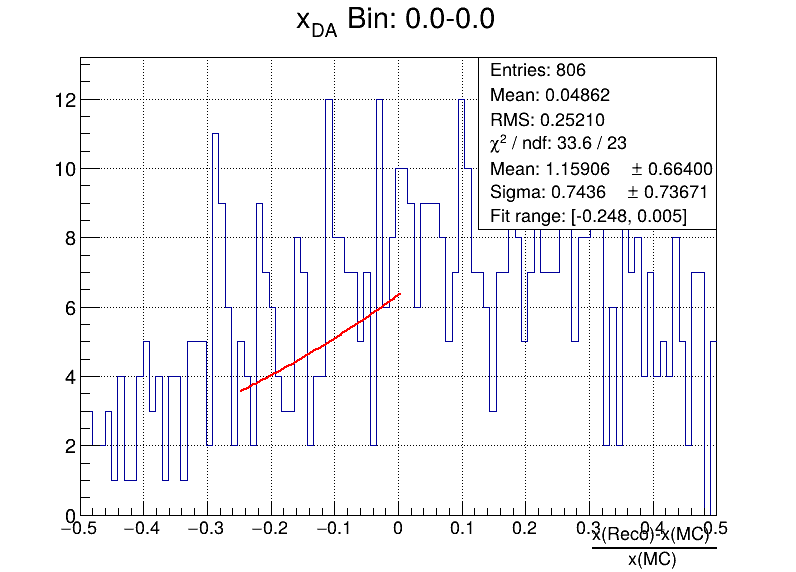 x_DA Bin: 0.0-0.0
Entries: 806
Mean: 0.04862
RMS: 0.25210
χ² / ndf: 33.6 / 23
Mean: 1.15906 ± 0.66400
Sigma: 0.7436 ± 0.73671
Fit range: [-0.248, 0.005]
12
10
8
6
4
2
0
−0.5 −0.4 −0.3 −0.2 −0.1 0 0.1 0.2 0.3 0.4 0.5
x(Reco)-x(MC)
x(MC)